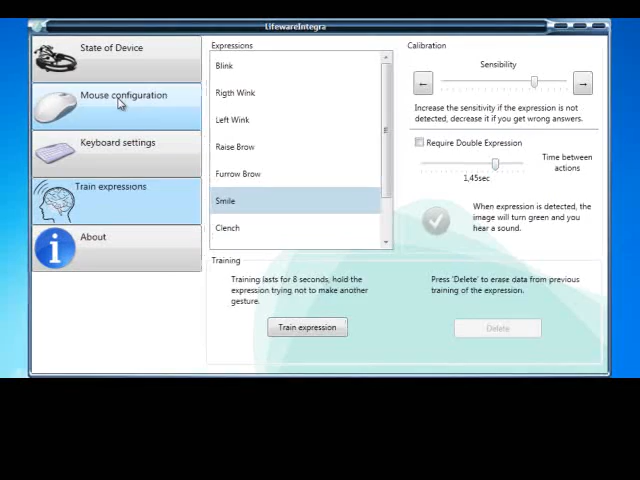 LifewareIntegra
State of Device
Mouse configuration
Keyboard settings
Train expressions
About
Expressions
Blink
Rigth Wink
Left Wink
Raise Brow
Furrow Brow
Smile
Clench
Calibration
Sensibility
Increase the sensitivity if the expression is not
detected, decrease it if you get wrong answers.
Require Double Expression
Time between
actions
1,45sec
When expression is detected, the
image will turn green and you
hear a sound.
Training
Training lasts for 8 seconds, hold the
expression trying not to make another
gesture.
Train expression
Press 'Delete' to erase data from previous
training of the expression.
Delete